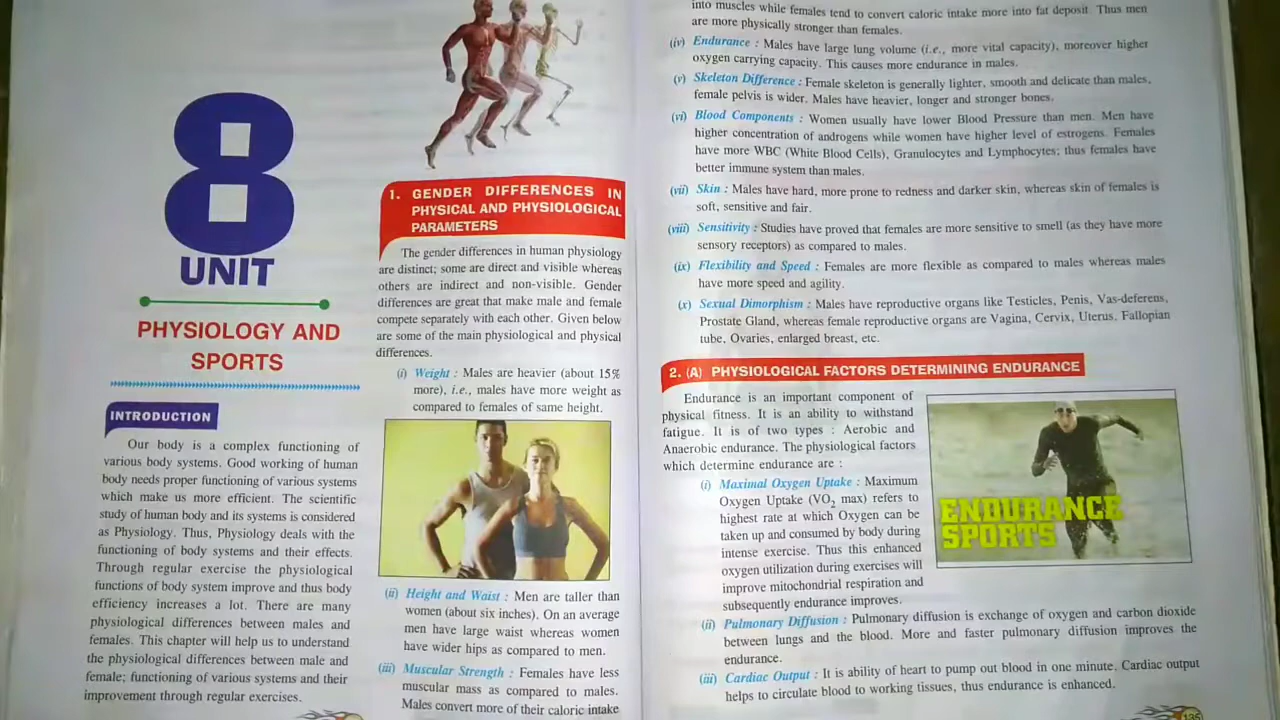 8
UNIT
PHYSIOLOGY AND
SPORTS
INTRODUCTION
Our body is a complex functioning of
various body systems. Good working of human
body needs proper functioning of various systems
which make us more efficient. The scientific
study of human body and its systems is considered
as Physiology. Thus, Physiology deals with the
functioning of body systems and their effects.
Through regular exercise the physiological
functions of body system improve and thus body
efficiency increases a lot. There are many
physiological differences between males and
females. This chapter will help us to understand
the physiological differences between male and
female; functioning of various systems and their
improvement through regular exercises.
1. GENDER DIFFERENCES IN
PHYSICAL AND PHYSIOLOGICAL
PARAMETERS
The gender differences in human physiology
are distinct; some are direct and visible whereas
others are indirect and non-visible. Gender
differences are great that make male and female
compete separately with each other. Given below
are some of the main physiological and physical
differences.
(i) Weight : Males are heavier (about 15%
more), i.e., males have more weight as
compared to females of same height.
(ii) Height and Waist : Men are taller than
women (about six inches). On an average
men have large waist whereas women
have wider hips as compared to men.
(iii) Muscular Strength : Females have less
muscular mass as compared to males.
Males convert more of their caloric intake
into muscles while females tend to convert caloric intake more into fat deposit. Thus men
are more physically stronger than females.
(iv) Endurance : Males have large lung volume (i.e., more vital capacity), moreover higher
oxygen carrying capacity. This causes more endurance in males.
(v) Skeleton Difference : Female skeleton is generally lighter, smooth and delicate than males,
female pelvis is wider. Males have heavier, longer and stronger bones.
(vi) Blood Components : Women usually have lower Blood Pressure than men. Men have
higher concentration of androgens while women have higher level of estrogens. Females
have more WBC (White Blood Cells), Granulocytes and Lymphocytes; thus females have
better immune system than males.
(vii) Skin : Males have hard, more prone to redness and darker skin, whereas skin of females is
soft, sensitive and fair.
(viii) Sensitivity : Studies have proved that females are more sensitive to smell (as they have more
sensory receptors) as compared to males.
(ix) Flexibility and Speed : Females are more flexible as compared to males whereas males
have more speed and agility.
(x) Sexual Dimorphism : Males have reproductive organs like Testicles, Penis, Vas-deferens,
Prostate Gland, whereas female reproductive organs are Vagina, Cervix, Uterus, Fallopian
tube, Ovaries, enlarged breast, etc.
2. (A) PHYSIOLOGICAL FACTORS DETERMINING ENDURANCE
Endurance is an important component of
physical fitness. It is an ability to withstand
fatigue. It is of two types : Aerobic and
Anaerobic endurance. The physiological factors
which determine endurance are :
(i) Maximal Oxygen Uptake : Maximum
Oxygen Uptake (VO₂ max) refers to
highest rate at which Oxygen can be
taken up and consumed by body during
intense exercise. Thus this enhanced
oxygen utilization during exercises will
improve mitochondrial respiration and
subsequently endurance improves.
ENDURANCE
SPORTS
(ii) Pulmonary Diffusion : Pulmonary diffusion is exchange of oxygen and carbon dioxide
between lungs and the blood. More and faster pulmonary diffusion improves the
endurance.
(iii) Cardiac Output : It is ability of heart to pump out blood in one minute. Cardiac output
helps to circulate blood to working tissues, thus endurance is enhanced.